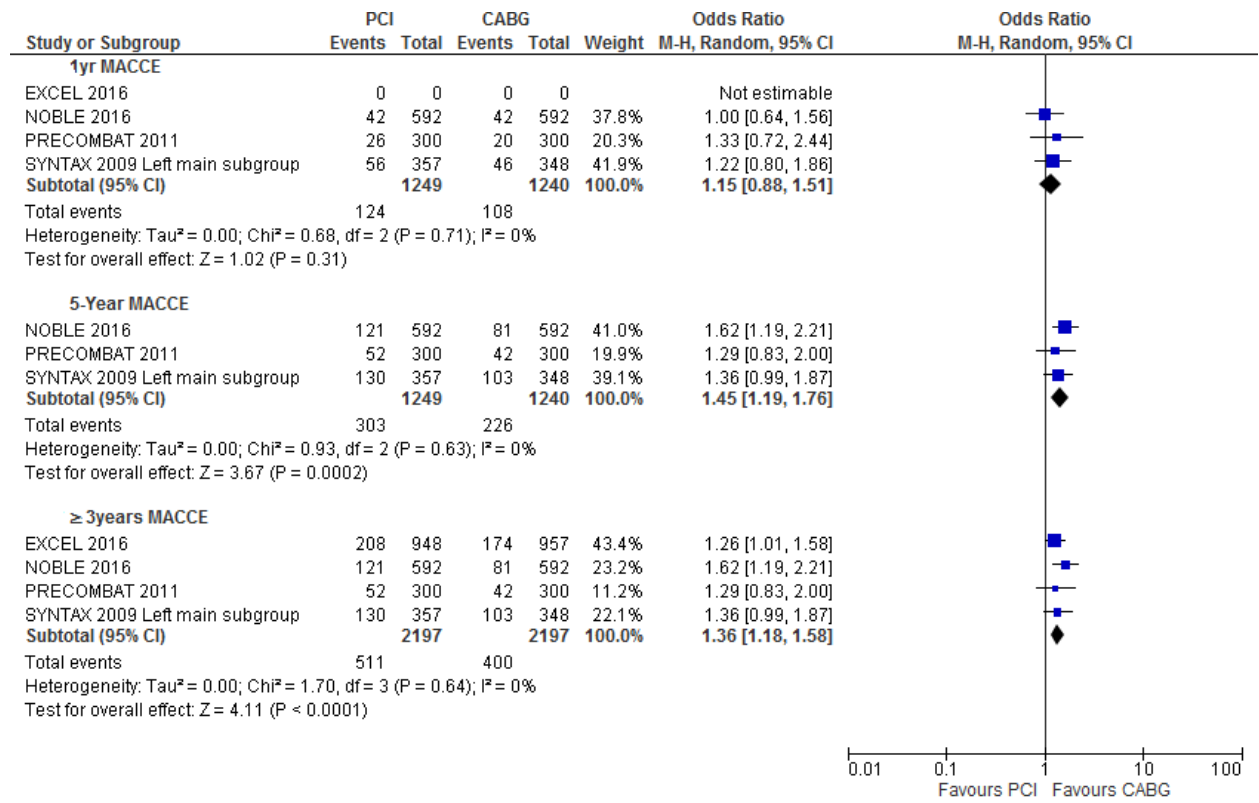 PCI CABG Odds Ratio Odds Ratio
Study or Subgroup Events Total Events Total Weight M-H, Random, 95% CI M-H, Random, 95% CI
1yr MACCE
EXCEL 2016 0 0 0 0 Not estimable
NOBLE 2016 42 592 42 592 37.8% 1.00 [0.64, 1.56]
PRECOMBAT 2011 26 300 20 300 20.3% 1.33 [0.72, 2.44]
SYNTAX 2009 Left main subgroup 56 357 46 348 41.9% 1.22 [0.80, 1.86]
Subtotal (95% CI) 1249 1240 100.0% 1.15 [0.88, 1.51]
Total events 124 108
Heterogeneity: Tau² = 0.00; Chi² = 0.68, df = 2 (P = 0.71); I² = 0%
Test for overall effect: Z = 1.02 (P = 0.31)
5-Year MACCE
NOBLE 2016 121 592 81 592 41.0% 1.62 [1.19, 2.21]
PRECOMBAT 2011 52 300 42 300 19.9% 1.29 [0.83, 2.00]
SYNTAX 2009 Left main subgroup 130 357 103 348 39.1% 1.36 [0.99, 1.87]
Subtotal (95% CI) 1249 1240 100.0% 1.45 [1.19, 1.76]
Total events 303 226
Heterogeneity: Tau² = 0.00; Chi² = 0.93, df = 2 (P = 0.63); I² = 0%
Test for overall effect: Z = 3.67 (P = 0.0002)
≥ 3years MACCE
EXCEL 2016 208 948 174 957 43.4% 1.26 [1.01, 1.58]
NOBLE 2016 121 592 81 592 23.2% 1.62 [1.19, 2.21]
PRECOMBAT 2011 52 300 42 300 11.2% 1.29 [0.83, 2.00]
SYNTAX 2009 Left main subgroup 130 357 103 348 22.1% 1.36 [0.99, 1.87]
Subtotal (95% CI) 2197 2197 100.0% 1.36 [1.18, 1.58]
Total events 511 400
Heterogeneity: Tau² = 0.00; Chi² = 1.70, df = 3 (P = 0.64); I² = 0%
Test for overall effect: Z = 4.11 (P < 0.0001)
0.01 0.1 1 10 100
Favours PCI Favours CABG